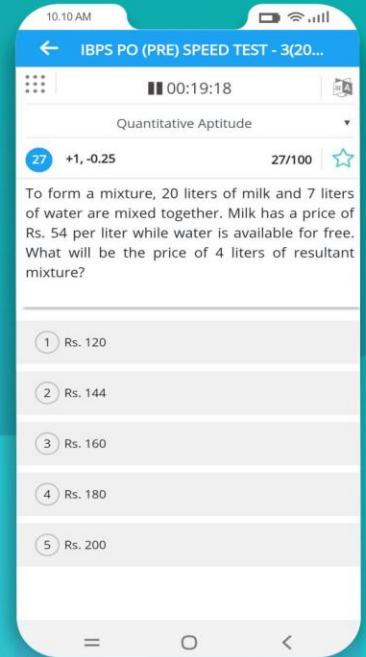 10.10 AM
IBPS PO (PRE) SPEED TEST - 3(20...
00:19:18
Quantitative Aptitude
27 +1, -0.25 27/100
To form a mixture, 20 liters of milk and 7 liters
of water are mixed together. Milk has a price of
Rs. 54 per liter while water is available for free.
What will be the price of 4 liters of resultant
mixture?
1 Rs. 120
2 Rs. 144
3 Rs. 160
4 Rs. 180
5 Rs. 200